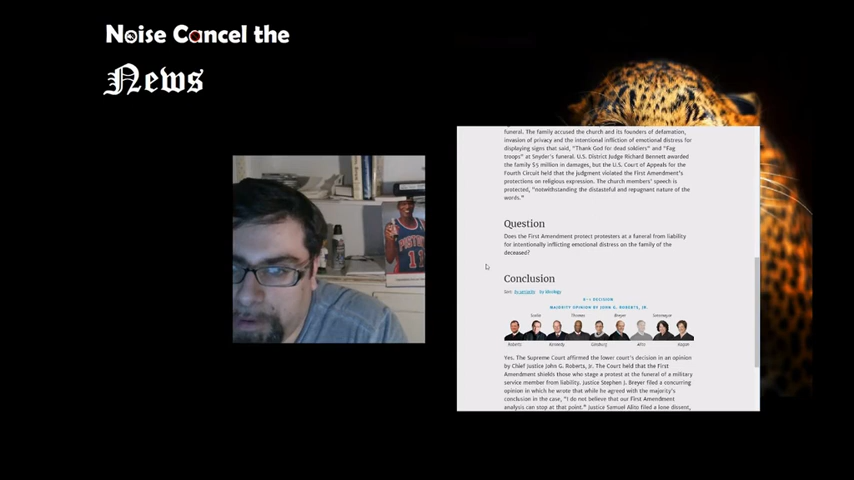 Noise Cancel the
News
funeral. The family accused the church and its founders of defamation,
invasion of privacy and the intentional infliction of emotional distress for
displaying signs that said, "Thank God for dead soldiers" and "Fag
troops" at Snyder's funeral. U.S. District Judge Richard Bennett awarded
the family $5 million in damages, but the U.S. Court of Appeals for the
Fourth Circuit held that the judgment violated the First Amendment's
protections on religious expression. The church members' speech is
protected, "notwithstanding the distasteful and repugnant nature of the
words."
Question
Does the First Amendment protect protesters at a funeral from liability
for intentionally inflicting emotional distress on the family of the
deceased?
Conclusion
Sort: by seniority by ideology
8–1 DECISION
MAJORITY OPINION BY JOHN G. ROBERTS, JR.
Scalia Thomas Breyer Sotomayor
Roberts Kennedy Ginsburg Alito Kagan
Yes. The Supreme Court affirmed the lower court's decision in an opinion
by Chief Justice John G. Roberts, Jr. The Court held that the First
Amendment shields those who stage a protest at the funeral of a military
service member from liability. Justice Stephen J. Breyer filed a concurring
opinion in which he wrote that while he agreed with the majority's
conclusion in the case, "I do not believe that our First Amendment
analysis can stop at that point." Justice Samuel Alito filed a lone dissent,
PISTONS
11